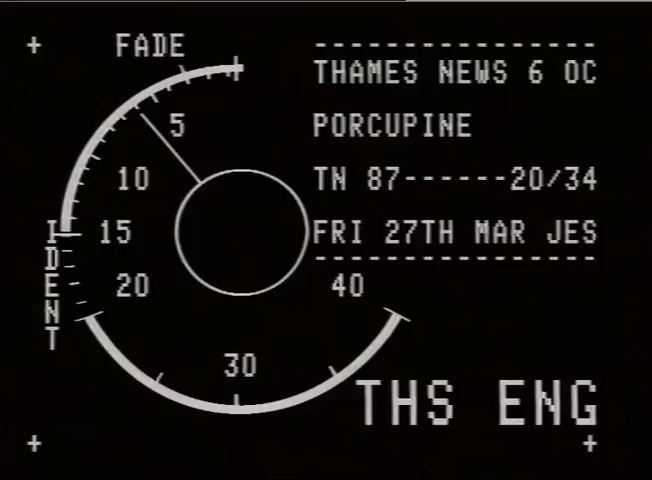 FADE
THAMES NEWS 6 OC
PORCUPINE
5
10
TN 87------20/34
15
FRI 27TH MAR JES
IDENT
20
40
30
THS ENG